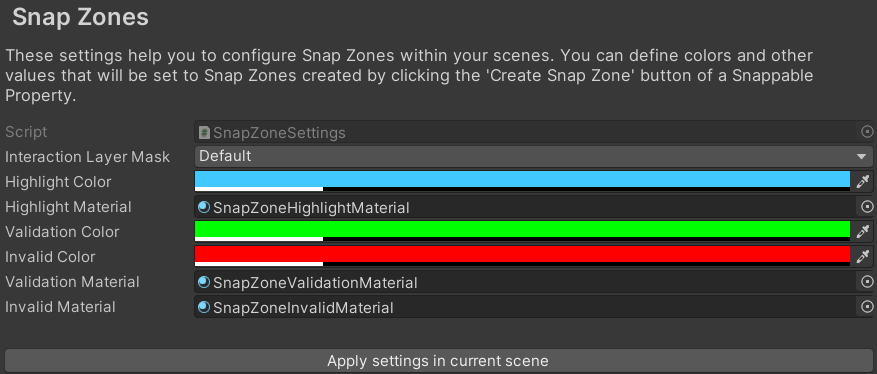 Snap Zones
These settings help you to configure Snap Zones within your scenes. You can define colors and other
values that will be set to Snap Zones created by clicking the 'Create Snap Zone' button of a Snappable
Property.
Script SnapZoneSettings
Interaction Layer Mask Default
Highlight Color
Highlight Material SnapZoneHighlightMaterial
Validation Color
Invalid Color
Validation Material SnapZoneValidationMaterial
Invalid Material SnapZoneInvalidMaterial
Apply settings in current scene